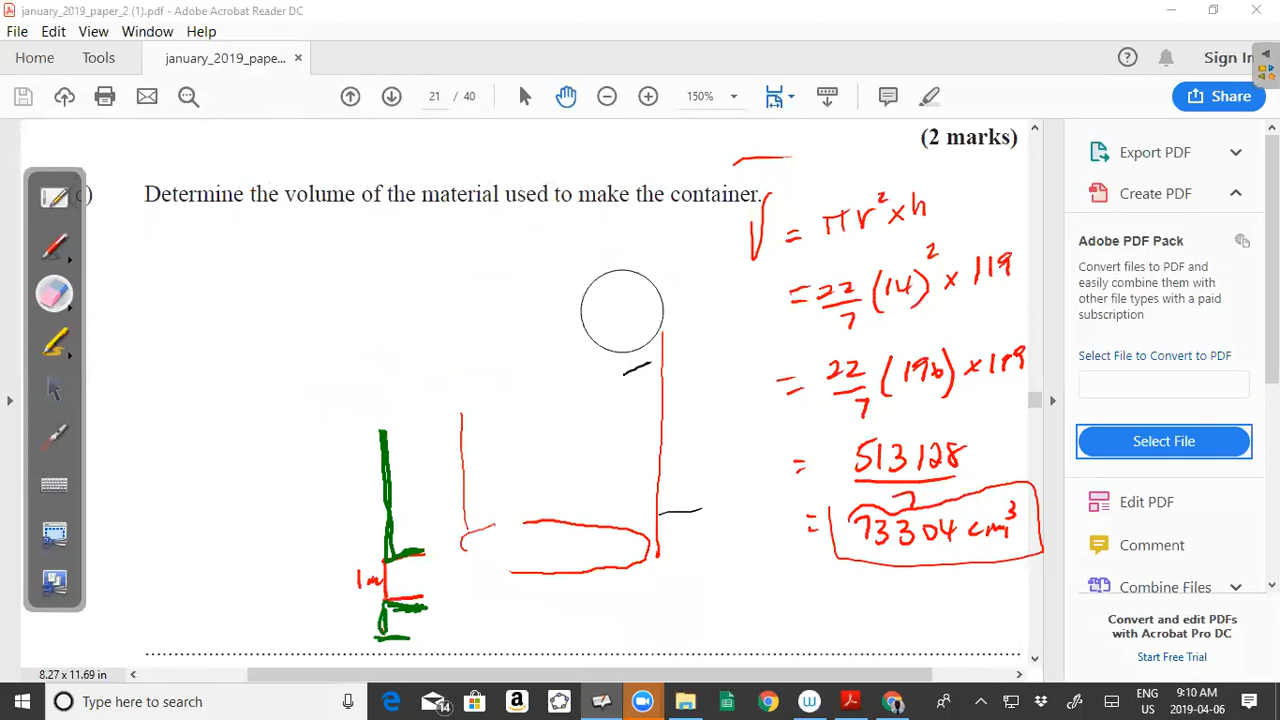 january_2019_paper_2 (1).pdf - Adobe Acrobat Reader DC
File Edit View Window Help
Home Tools january_2019_pape... × Sign In
21 / 40 150% Share
(2 marks)
c) Determine the volume of the material used to make the container.
V = πr² × h
= 22/7 (14)² × 119
= 22/7 (196) × 119
= 513128/7
= 73304 cm³
1m
Export PDF
Create PDF
Adobe PDF Pack
Convert files to PDF and
easily combine them with
other file types with a paid
subscription
Select File to Convert to PDF
Select File
Edit PDF
Comment
Combine Files
Convert and edit PDFs
with Acrobat Pro DC
Start Free Trial
8.27 x 11.69 in
Type here to search
14
ENG 9:10 AM
US 2019-04-06